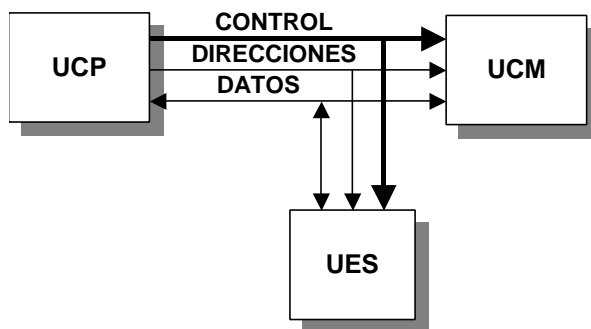 CONTROL
UCP
DIRECCIONES
UCM
DATOS
UES